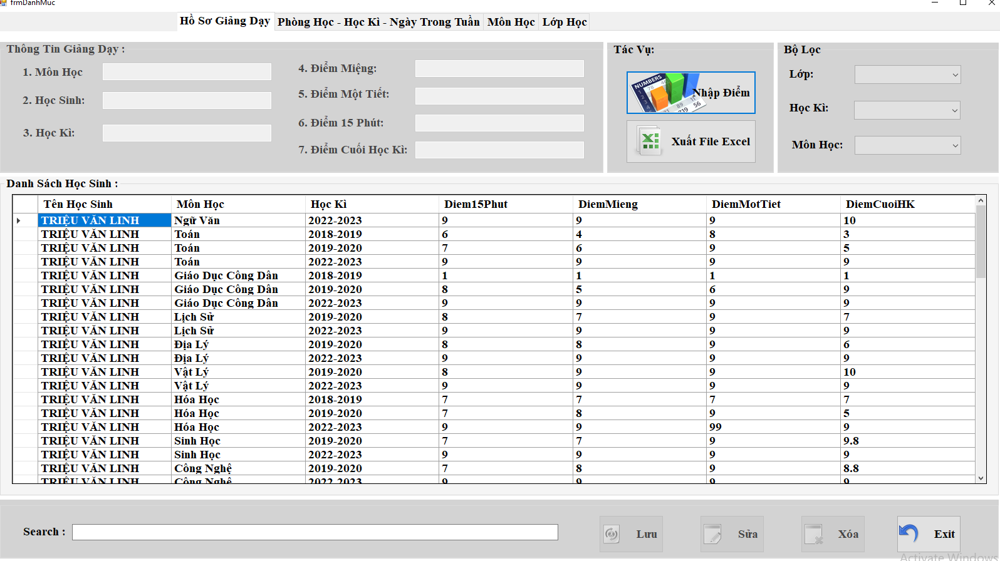 frmDanhMuc
Hồ Sơ Giảng Dạy Phòng Học - Học Kì - Ngày Trong Tuần Môn Học Lớp Học
Thông Tin Giảng Dạy :
1. Môn Học
2. Học Sinh:
3. Học Kì:
4. Điểm Miệng:
5. Điểm Một Tiết:
6. Điểm 15 Phút:
7. Điểm Cuối Học Kì:
Tác Vụ:
NUMBERS
Nhập Điểm
Xuất File Excel
Bộ Lọc
Lớp:
Học Kì:
Môn Học:
Danh Sách Học Sinh :
Tên Học Sinh Môn Học Học Kì Diem15Phut DiemMieng DiemMotTiet DiemCuoiHK
TRIỆU VĂN LINH Ngữ Văn 2022-2023 9 9 9 10
TRIỆU VĂN LINH Toán 2018-2019 6 4 8 3
TRIỆU VĂN LINH Toán 2019-2020 7 6 9 5
TRIỆU VĂN LINH Toán 2022-2023 9 9 9 9
TRIỆU VĂN LINH Giáo Dục Công Dân 2018-2019 1 1 1 1
TRIỆU VĂN LINH Giáo Dục Công Dân 2019-2020 8 5 6 9
TRIỆU VĂN LINH Giáo Dục Công Dân 2022-2023 9 9 9 9
TRIỆU VĂN LINH Lịch Sử 2019-2020 8 7 9 7
TRIỆU VĂN LINH Lịch Sử 2022-2023 9 9 9 9
TRIỆU VĂN LINH Địa Lý 2019-2020 8 8 9 6
TRIỆU VĂN LINH Địa Lý 2022-2023 9 9 9 9
TRIỆU VĂN LINH Vật Lý 2019-2020 8 9 9 10
TRIỆU VĂN LINH Vật Lý 2022-2023 9 9 9 9
TRIỆU VĂN LINH Hóa Học 2018-2019 7 7 7 7
TRIỆU VĂN LINH Hóa Học 2019-2020 7 8 9 5
TRIỆU VĂN LINH Hóa Học 2022-2023 9 9 99 9
TRIỆU VĂN LINH Sinh Học 2019-2020 7 7 9 9.8
TRIỆU VĂN LINH Sinh Học 2022-2023 9 9 9 9
TRIỆU VĂN LINH Công Nghệ 2019-2020 7 8 9 8.8
TRIỆU VĂN LINH Công Nghệ 2022-2023 9 9 9 9
Search :
Lưu
Sửa
Xóa
Exit
Activate Windows